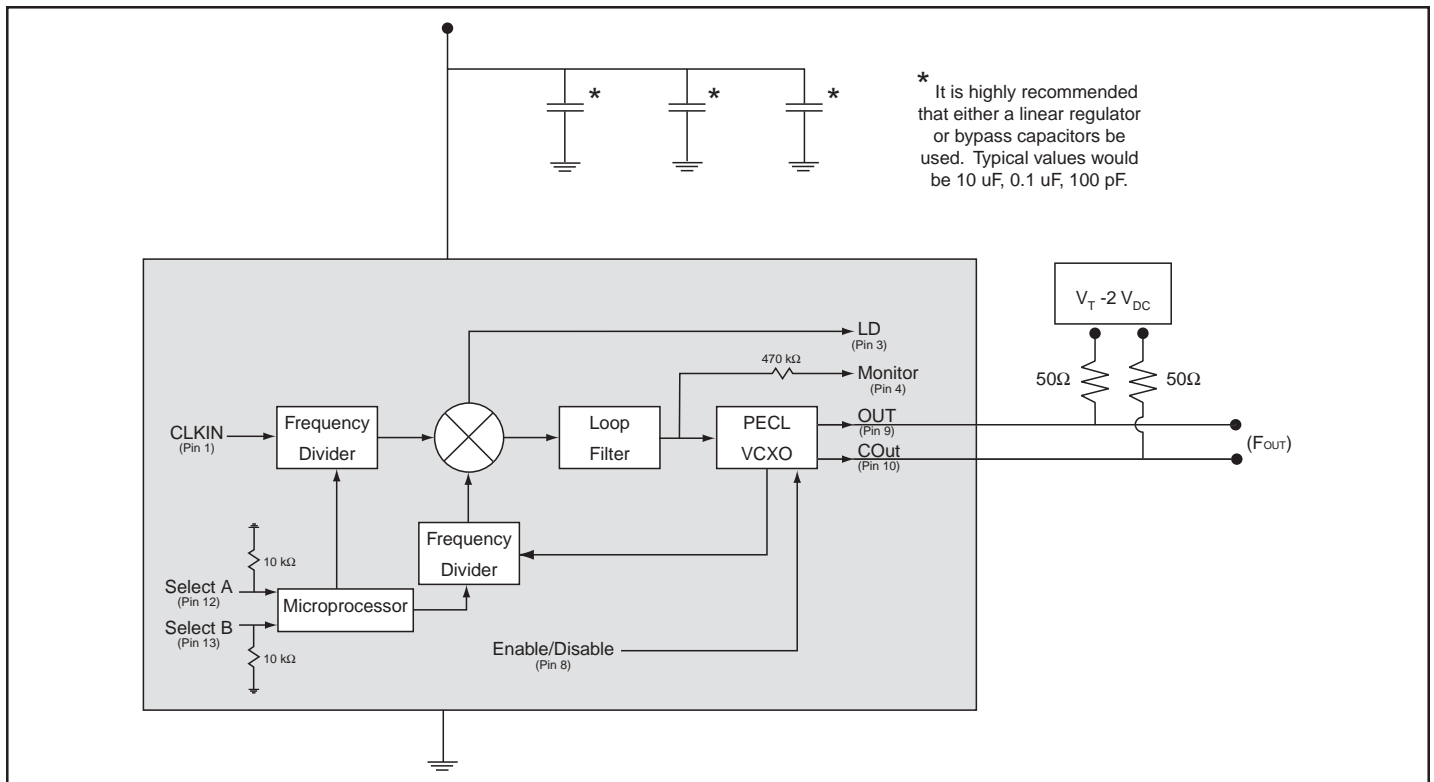 *
*
*
* It is highly recommended
that either a linear regulator
or bypass capacitors be
used. Typical values would
be 10 uF, 0.1 uF, 100 pF.
VT -2 VDC
50Ω
50Ω
LD
(Pin 3)
470 kΩ
Monitor
(Pin 4)
CLKIN
(Pin 1)
Frequency
Divider
Loop
Filter
PECL
VCXO
OUT
(Pin 9)
COut
(Pin 10)
(FOUT)
Frequency
Divider
10 kΩ
Select A
(Pin 12)
Microprocessor
Select B
(Pin 13)
10 kΩ
Enable/Disable
(Pin 8)